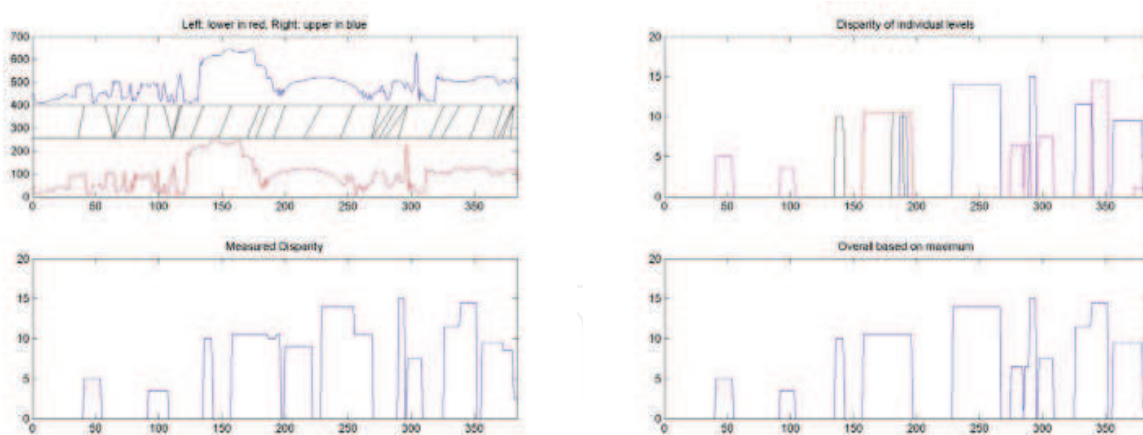 Left: lower in red, Right: upper in blue
700
600
500
400
300
200
100
0
0 50 100 150 200 250 300 350
Disparity of individual levels
20
15
10
5
0
0 50 100 150 200 250 300 350
Measured Disparity
20
15
10
5
0
0 50 100 150 200 250 300 350
Overall based on maximum
20
15
10
5
0
0 50 100 150 200 250 300 350